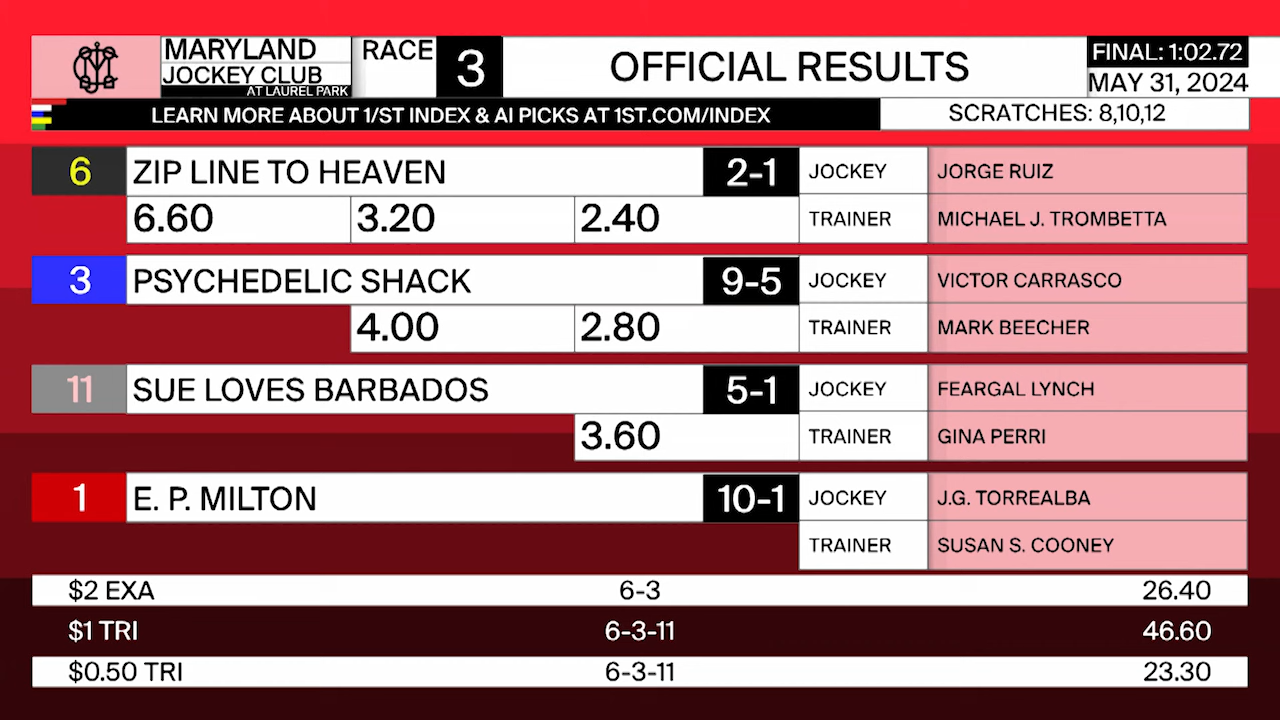 MARYLAND
JOCKEY CLUB
AT LAUREL PARK
RACE 3
OFFICIAL RESULTS
FINAL: 1:02.72
MAY 31, 2024
LEARN MORE ABOUT 1/ST INDEX & AI PICKS AT 1ST.COM/INDEX
SCRATCHES: 8,10,12
6 ZIP LINE TO HEAVEN 2-1 JOCKEY JORGE RUIZ
6.60 3.20 2.40 TRAINER MICHAEL J. TROMBETTA
3 PSYCHEDELIC SHACK 9-5 JOCKEY VICTOR CARRASCO
4.00 2.80 TRAINER MARK BEECHER
11 SUE LOVES BARBADOS 5-1 JOCKEY FEARGAL LYNCH
3.60 TRAINER GINA PERRI
1 E. P. MILTON 10-1 JOCKEY J.G. TORREALBA
TRAINER SUSAN S. COONEY
$2 EXA 6-3 26.40
$1 TRI 6-3-11 46.60
$0.50 TRI 6-3-11 23.30